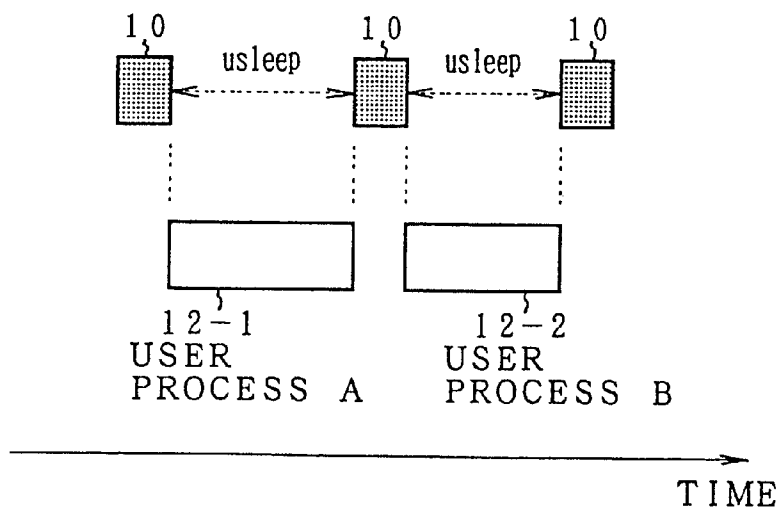 10 10 10
usleep usleep
12-1 12-2
USER USER
PROCESS A PROCESS B
TIME